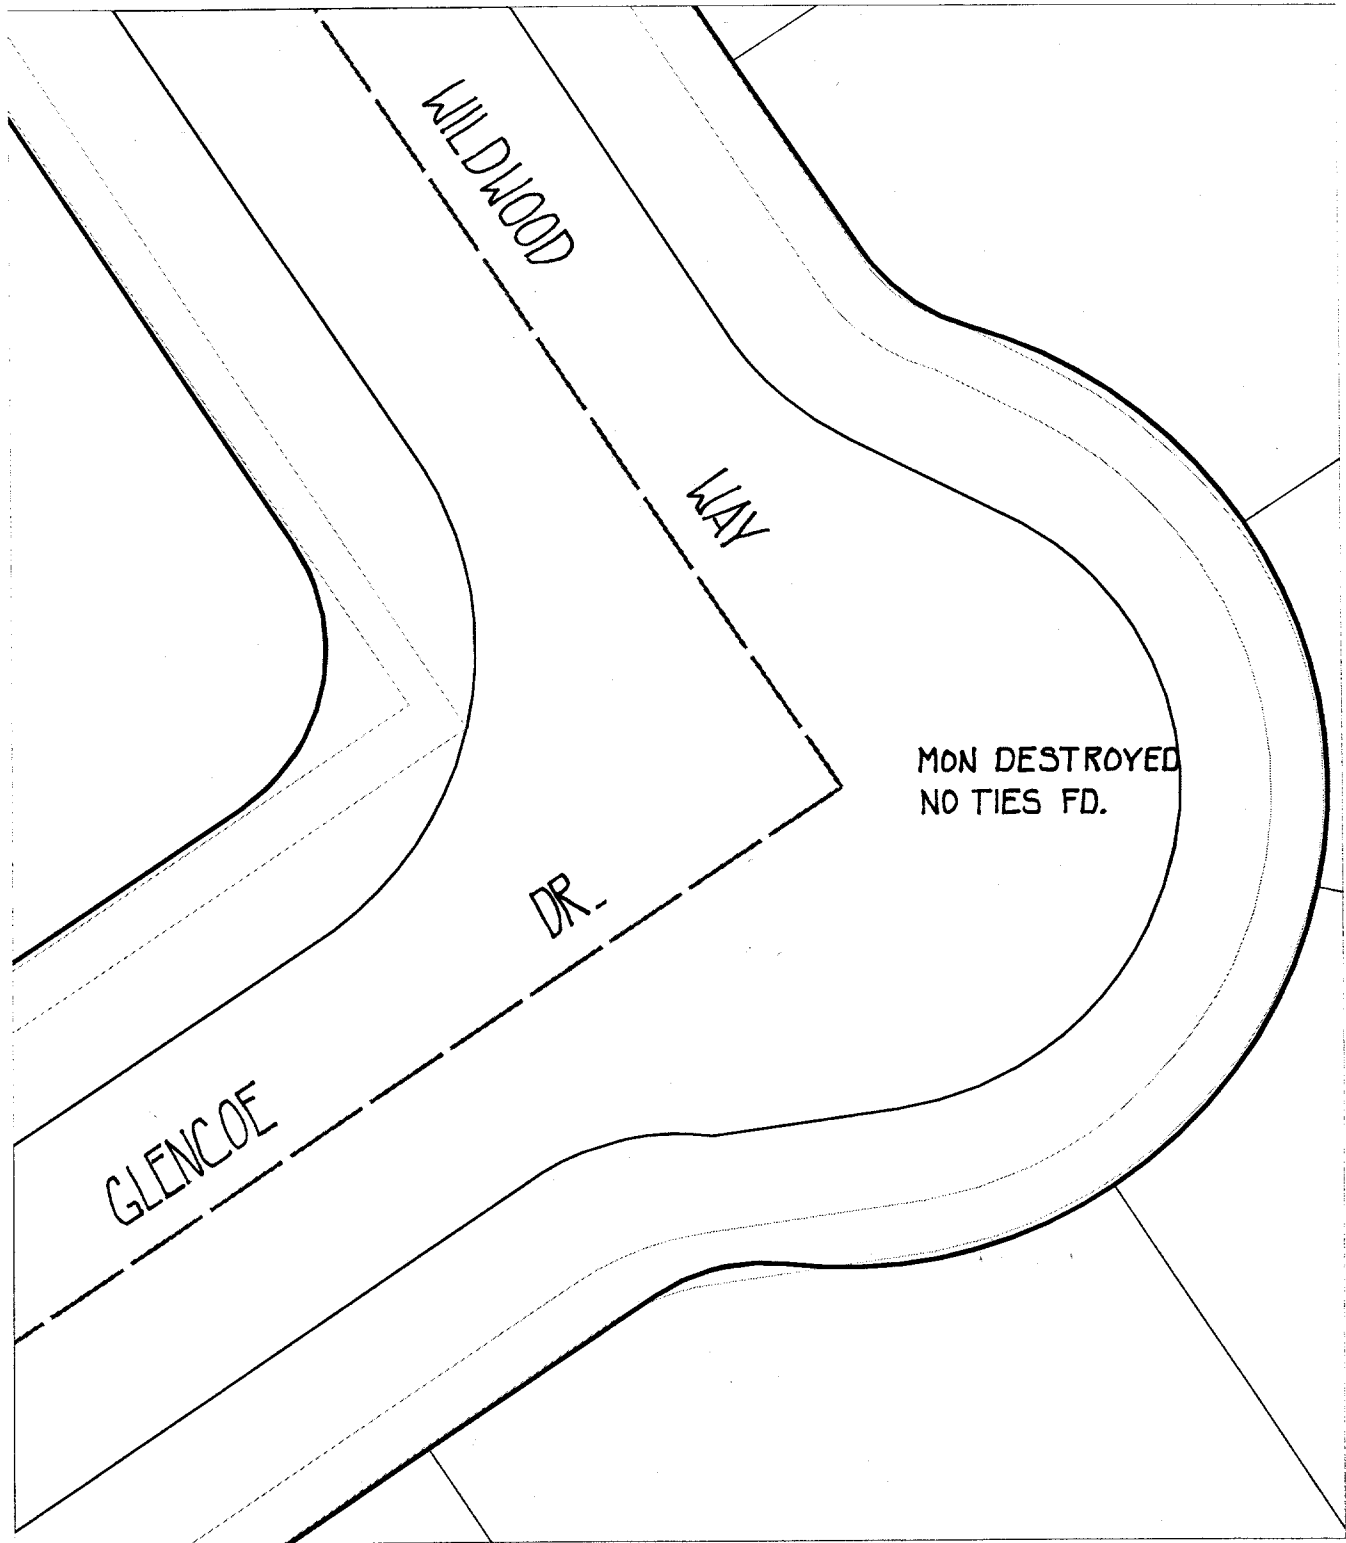 WILDWOOD
WAY
MON DESTROYED
NO TIES FD.
GLENCOE
DR.